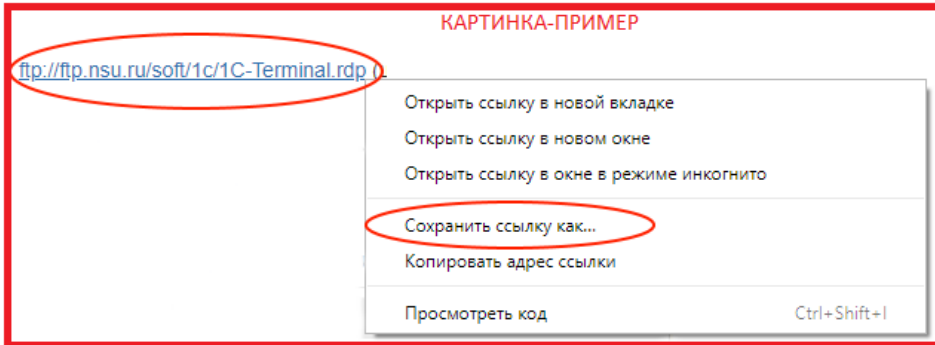 КАРТИНКА-ПРИМЕР
ftp://ftp.nsu.ru/soft/1c/1C-Terminal.rdp (
Открыть ссылку в новой вкладке
Открыть ссылку в новом окне
Открыть ссылку в окне в режиме инкогнито
Сохранить ссылку как...
Копировать адрес ссылки
Просмотреть код Ctrl+Shift+I